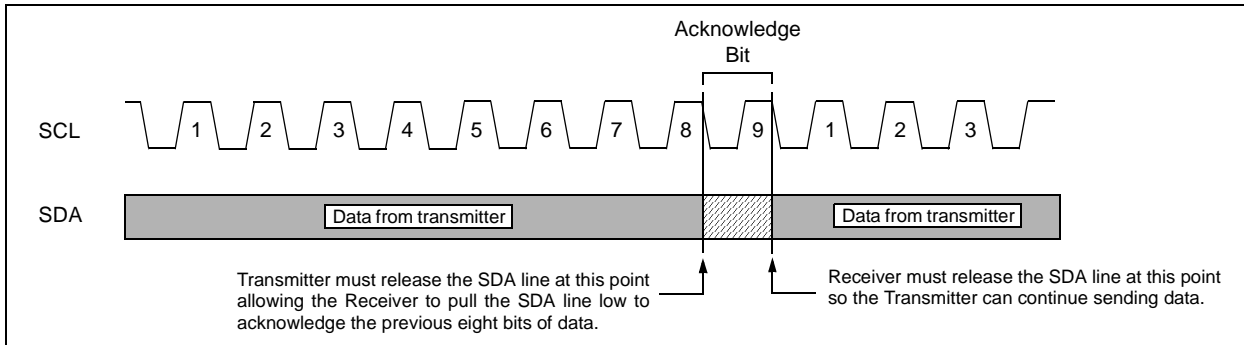 Acknowledge
Bit
SCL 1 2 3 4 5 6 7 8 9 1 2 3
SDA Data from transmitter Data from transmitter
Transmitter must release the SDA line at this point
allowing the Receiver to pull the SDA line low to
acknowledge the previous eight bits of data.
Receiver must release the SDA line at this point
so the Transmitter can continue sending data.